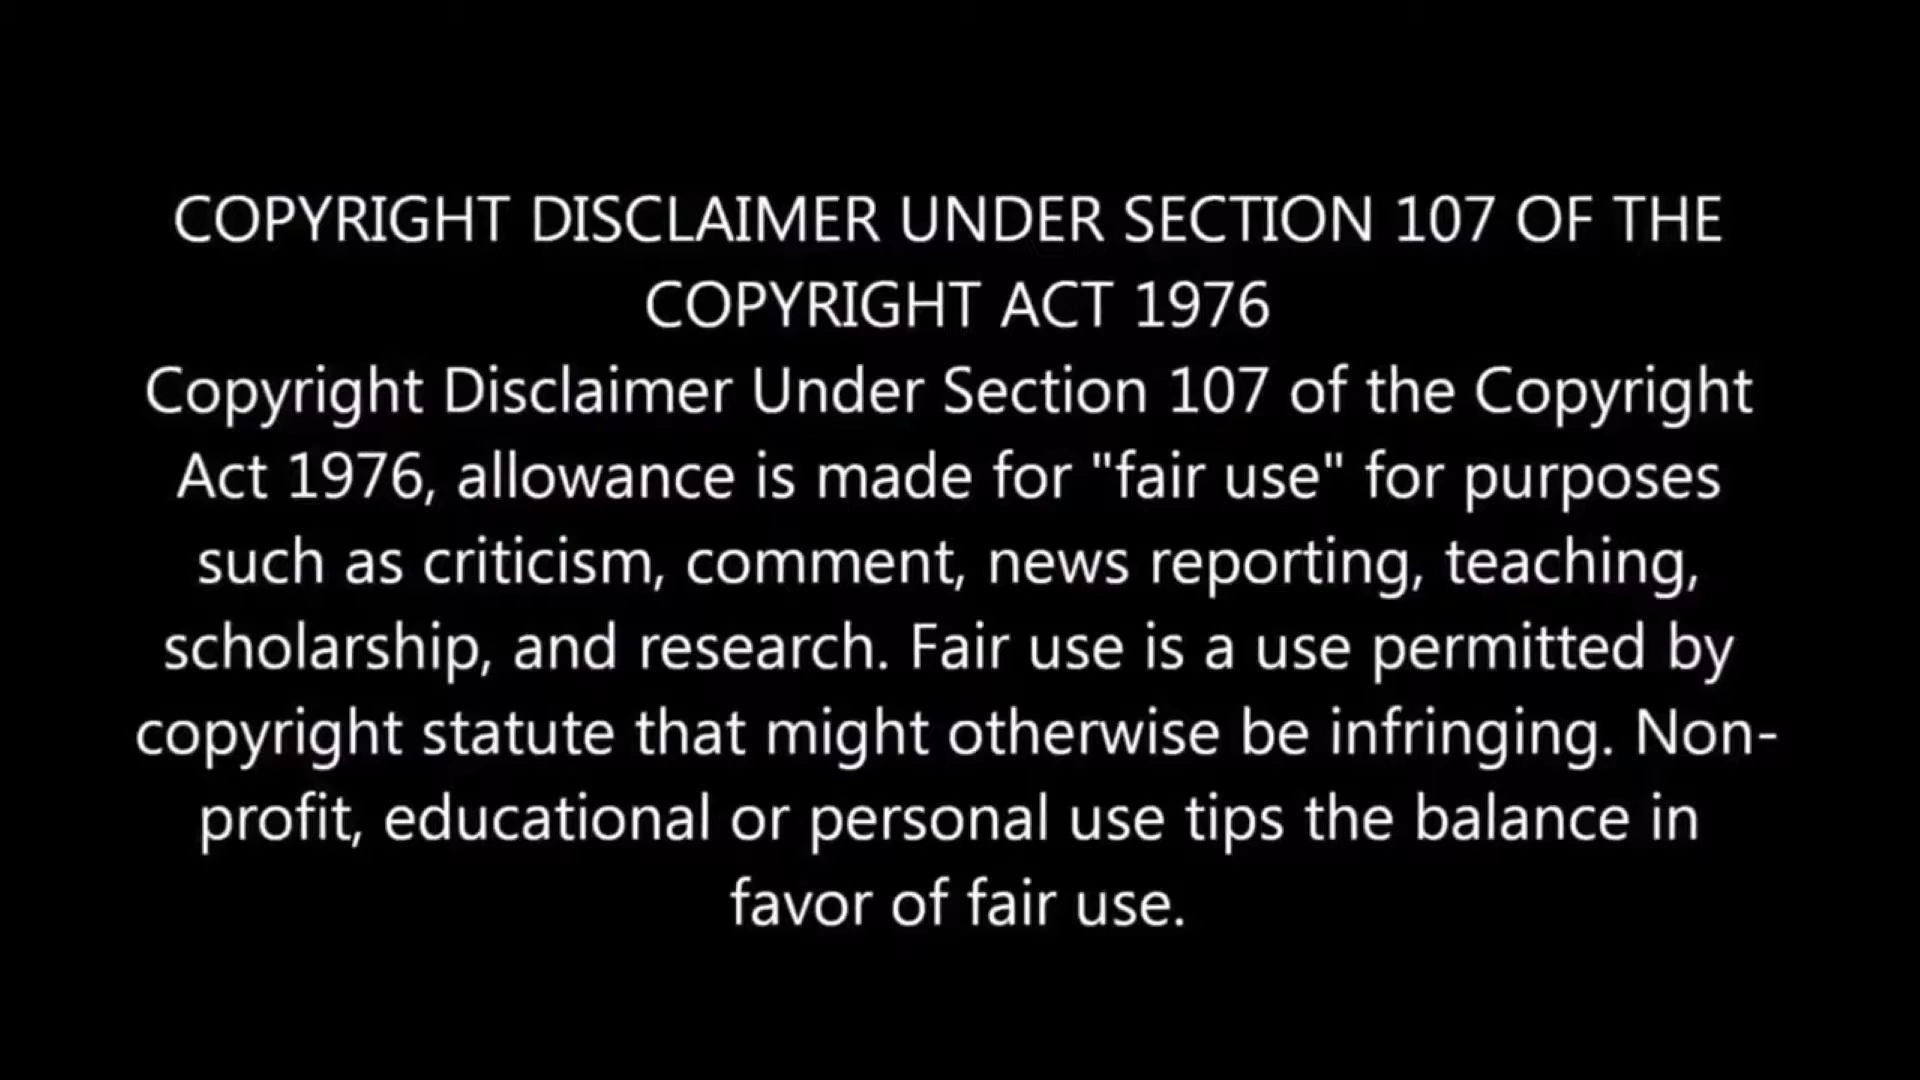 COPYRIGHT DISCLAIMER UNDER SECTION 107 OF THE
COPYRIGHT ACT 1976
Copyright Disclaimer Under Section 107 of the Copyright
Act 1976, allowance is made for "fair use" for purposes
such as criticism, comment, news reporting, teaching,
scholarship, and research. Fair use is a use permitted by
copyright statute that might otherwise be infringing. Non-
profit, educational or personal use tips the balance in
favor of fair use.